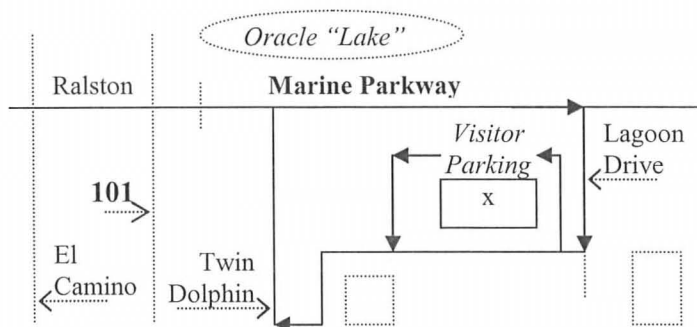 Oracle “Lake”
Ralston
Marine Parkway
Visitor
Parking
Lagoon
Drive
x
101
El
Camino
Twin
Dolphin